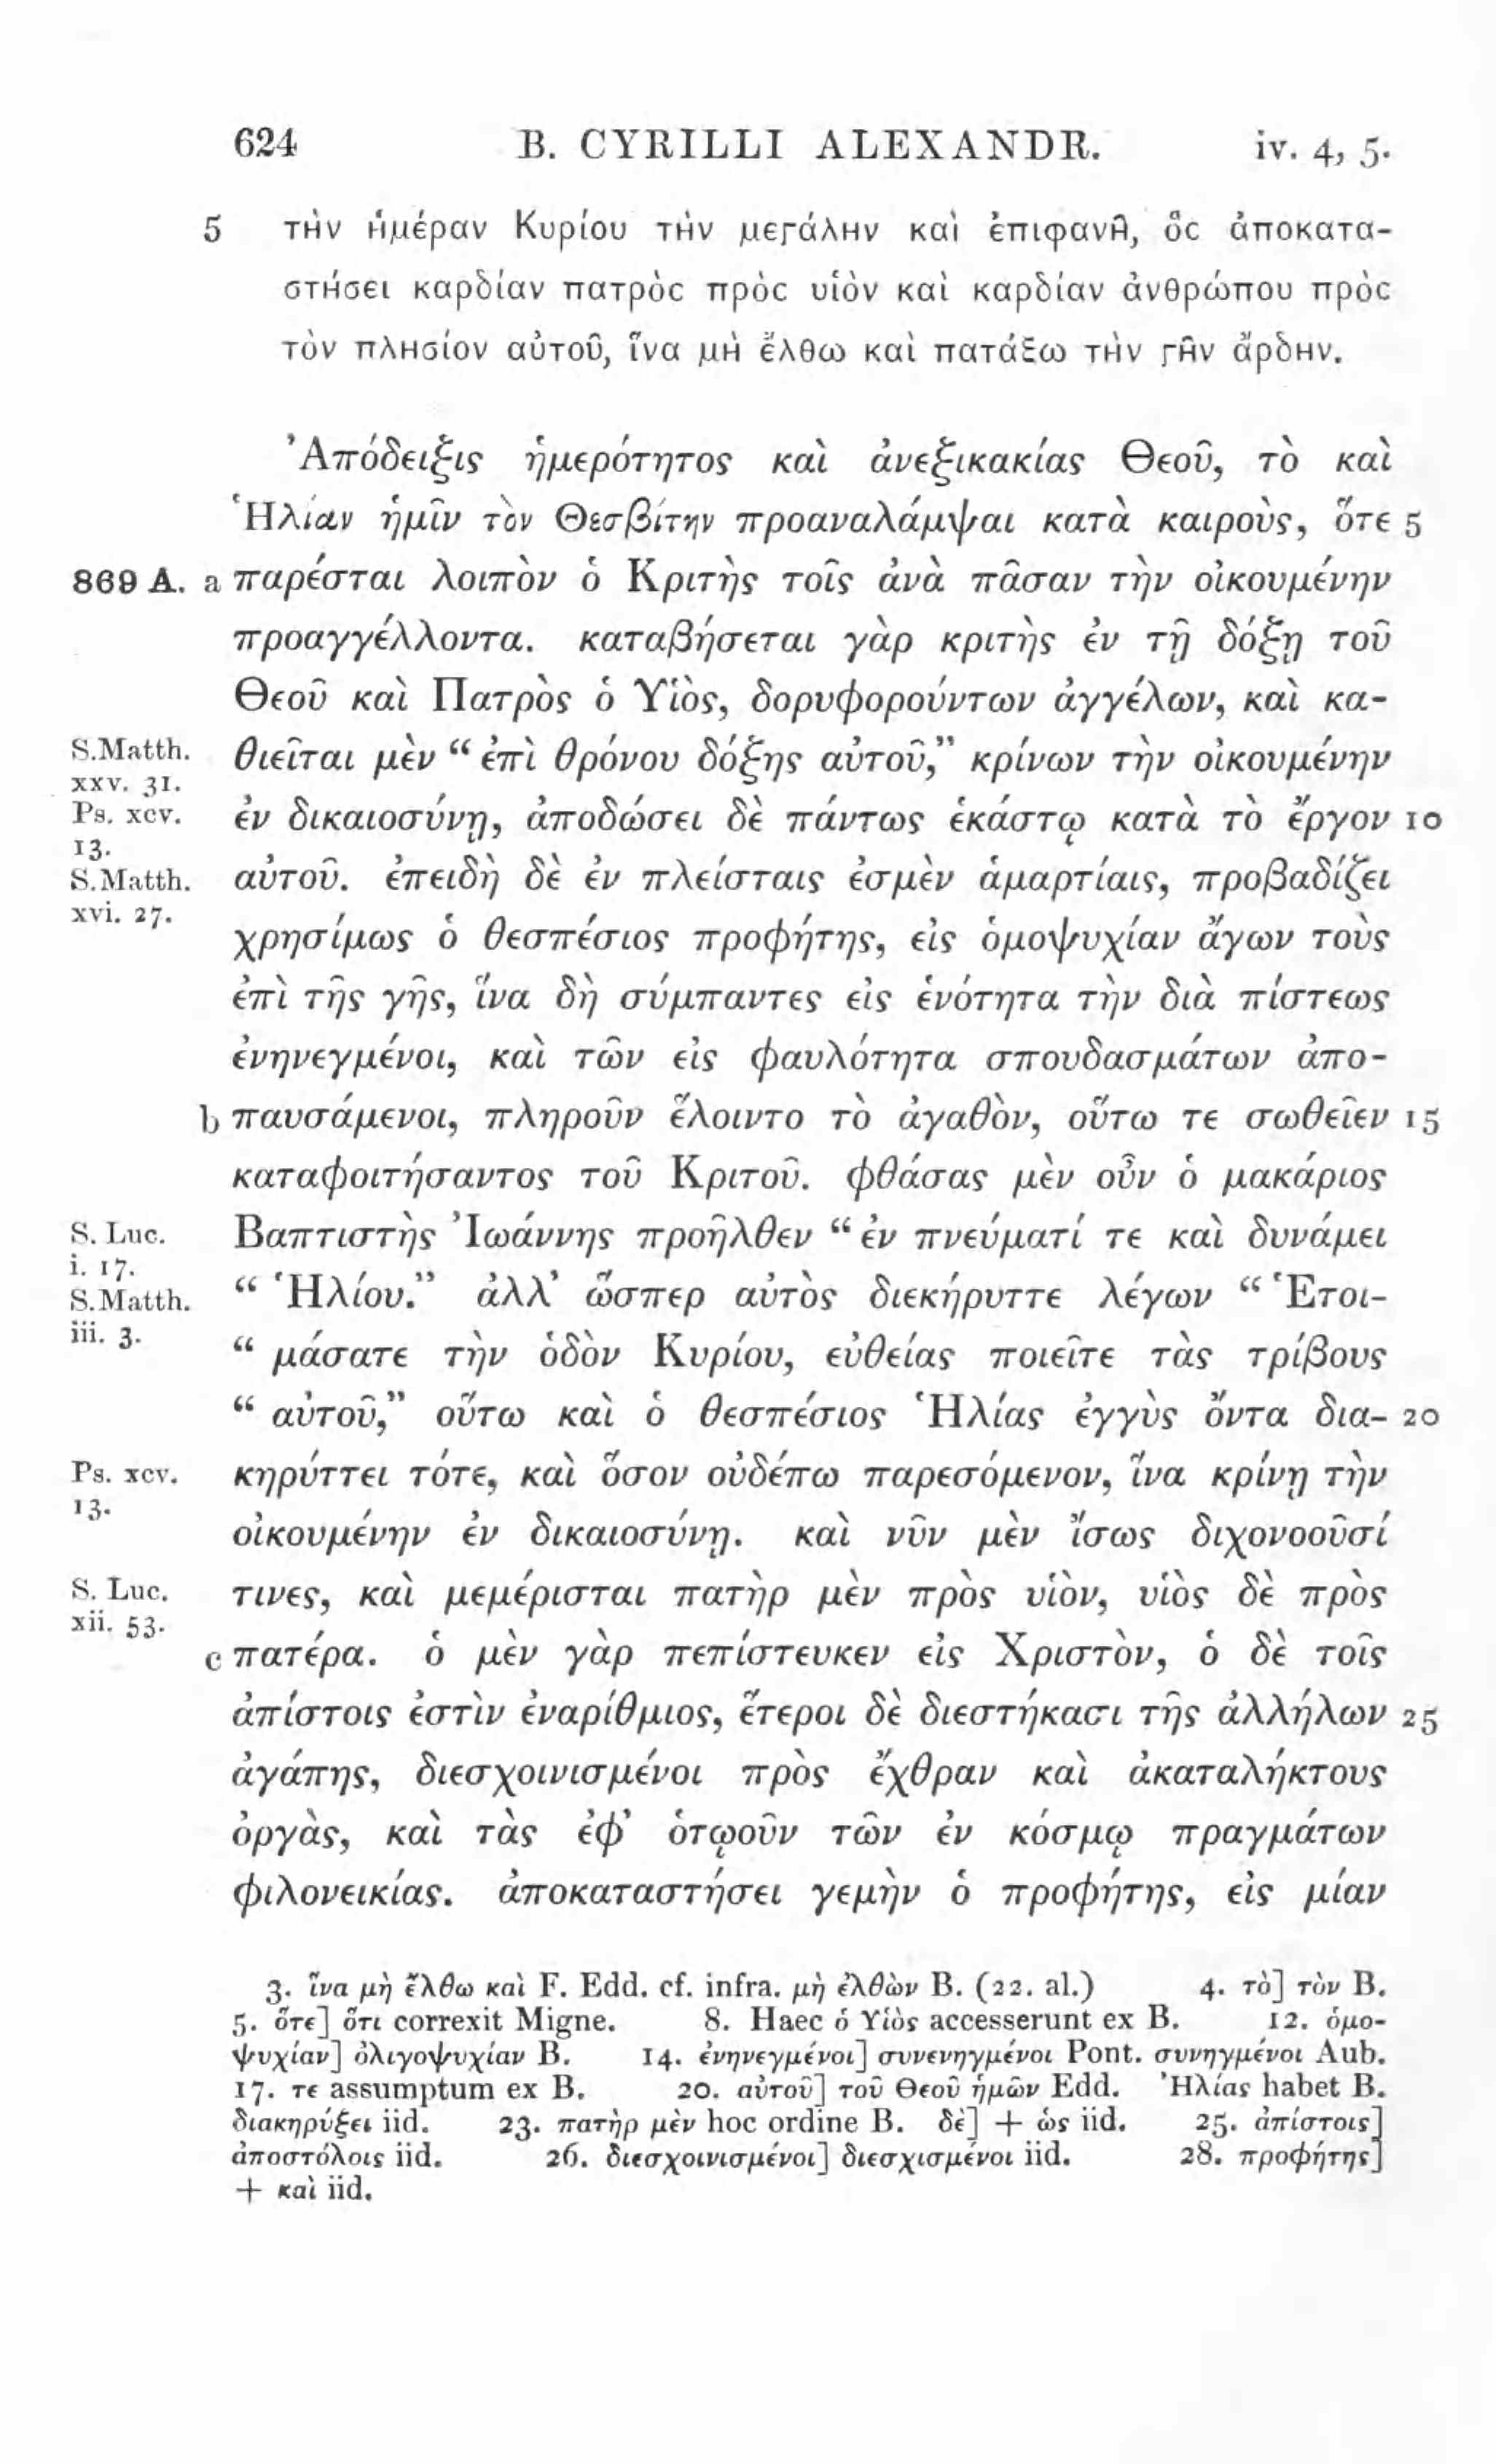 624 B. CYRILLI ALEXANDR. iv. 4, 5.
5 τὴν ἡμέραν Κυρίου τὴν μεγάλην καὶ ἐπιφανῆ, ὃς ἀποκατα-
στήσει καρδίαν πατρὸς πρὸς υἱὸν καὶ καρδίαν ἀνθρώπου πρὸς
τὸν πλησίον αὐτοῦ, ἵνα μὴ ἔλθω καὶ πατάξω τὴν γῆν ἄρδην.
Ἀπόδειξις ἡμερότητος καὶ ἀνεξικακίας Θεοῦ, τὸ καὶ
Ἡλίαν ἡμῖν τὸν Θεσβίτην προαναλάμψαι κατὰ καιροὺς, ὅτε 5
869 A. a παρέσται λοιπὸν ὁ Κριτὴς τοῖς ἀνὰ πᾶσαν τὴν οἰκουμένην
προαγγέλλοντα. καταβήσεται γὰρ κριτὴς ἐν τῇ δόξῃ τοῦ
Θεοῦ καὶ Πατρὸς ὁ Υἱὸς, δορυφορούντων ἀγγέλων, καὶ κα-
S.Matth. xxv. 31. θιεῖται μὲν “ ἐπὶ θρόνου δόξης αὐτοῦ,” κρίνων τὴν οἰκουμένην
Ps. xcv. 13. ἐν δικαιοσύνῃ, ἀποδώσει δὲ πάντως ἑκάστῳ κατὰ τὸ ἔργον 10
S.Matth. xvi. 27. αὐτοῦ. ἐπειδὴ δὲ ἐν πλείσταις ἐσμὲν ἁμαρτίαις, προβαδίζει
χρησίμως ὁ θεσπέσιος προφήτης, εἰς ὁμοψυχίαν ἄγων τοὺς
ἐπὶ τῆς γῆς, ἵνα δὴ σύμπαντες εἰς ἑνότητα τὴν διὰ πίστεως
ἐνηνεγμένοι, καὶ τῶν εἰς φαυλότητα σπουδασμάτων ἀπο-
b παυσάμενοι, πληροῦν ἕλοιντο τὸ ἀγαθὸν, οὕτω τε σωθεῖεν 15
καταφοιτήσαντος τοῦ Κριτοῦ. φθάσας μὲν οὖν ὁ μακάριος
S. Luc. i. 17. Βαπτιστὴς Ἰωάννης προῆλθεν “ ἐν πνεύματί τε καὶ δυνάμει
S.Matth. iii. 3. “ Ἡλίου.” ἀλλ’ ὥσπερ αὐτὸς διεκήρυττε λέγων “ Ἑτοι-
“ μάσατε τὴν ὁδὸν Κυρίου, εὐθείας ποιεῖτε τὰς τρίβους
“ αὐτοῦ,” οὕτω καὶ ὁ θεσπέσιος Ἡλίας ἐγγὺς ὄντα δια- 20
Ps. xcv. 13. κηρύττει τότε, καὶ ὅσον οὐδέπω παρεσόμενον, ἵνα κρίνῃ τὴν
οἰκουμένην ἐν δικαιοσύνῃ. καὶ νῦν μὲν ἴσως διχονοοῦσί
S. Luc. xii. 53. τινες, καὶ μεμέρισται πατὴρ μὲν πρὸς υἱὸν, υἱὸς δὲ πρὸς
c πατέρα. ὁ μὲν γὰρ πεπίστευκεν εἰς Χριστὸν, ὁ δὲ τοῖς
ἀπίστοις ἐστὶν ἐναρίθμιος, ἕτεροι δὲ διεστήκασι τῆς ἀλλήλων 25
ἀγάπης, διεσχοινισμένοι πρὸς ἔχθραν καὶ ἀκαταλήκτους
ὀργὰς, καὶ τὰς ἐφ’ ὁτῳοῦν τῶν ἐν κόσμῳ πραγμάτων
φιλονεικίας. ἀποκαταστήσει γεμὴν ὁ προφήτης, εἰς μίαν
3. ἵνα μὴ ἔλθω καὶ F. Edd. cf. infra. μὴ ἐλθὼν B. (22. al.) 4. τὸ] τὸν B.
5. ὅτε] ὅτι correxit Migne. 8. Haec ὁ Υἱὸς accesserunt ex B. 12. ὁμο-
ψυχίαν] ὀλιγοψυχίαν B. 14. ἐνηνεγμένοι] συνενηγμένοι Pont. συνηγμένοι Aub.
17. τε assumptum ex B. 20. αὐτοῦ] τοῦ Θεοῦ ἡμῶν Edd. Ἡλίας habet B.
διακηρύξει iid. 23. πατὴρ μὲν hoc ordine B. δὲ] + ὡς iid. 25. ἀπίστοις]
ἀποστόλοις iid. 26. διεσχοινισμένοι] διεσχισμένοι iid. 28. προφήτης]
+ καὶ iid.